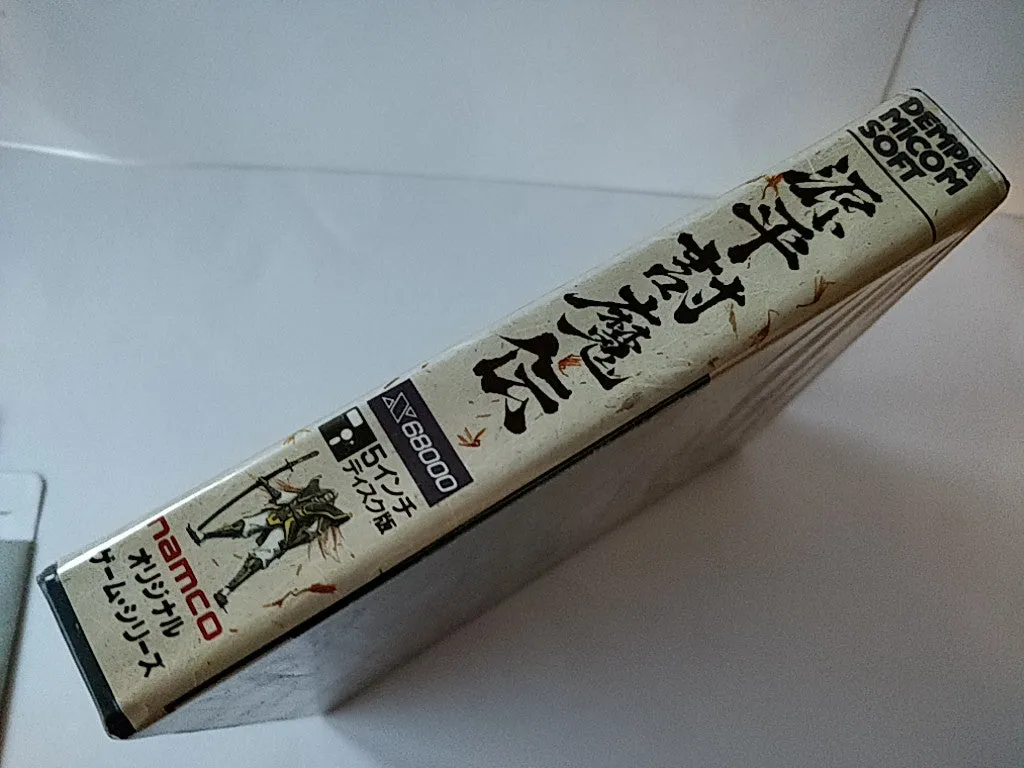 DEMPA
MICOM
SOFT
源平討魔伝
X68000
5インチ
ディスク版
namco
オリジナル
ゲーム・シリーズ